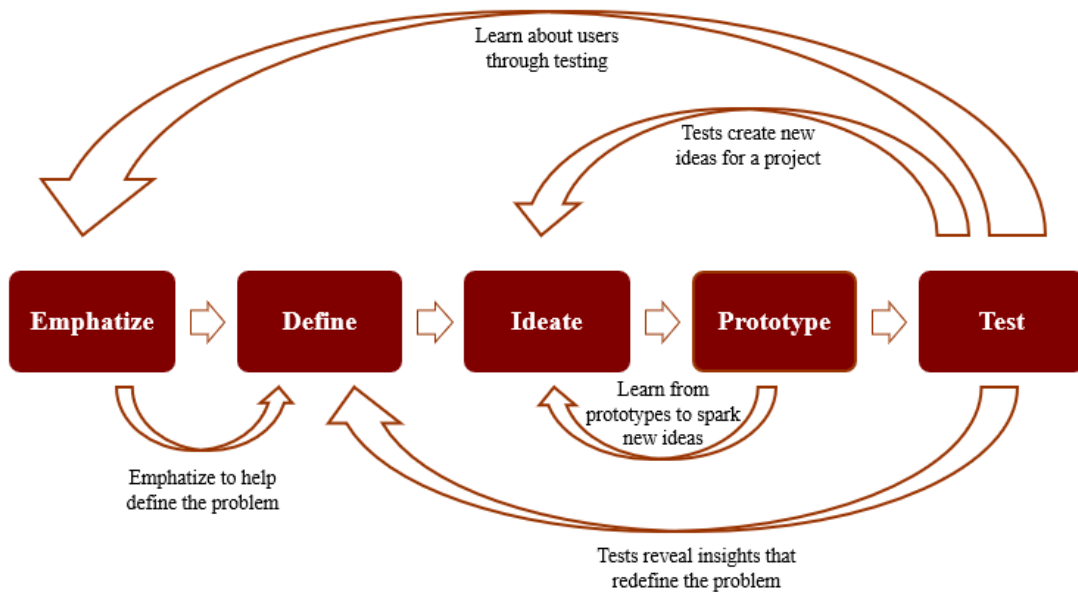 Learn about users
through testing
Tests create new
ideas for a project
Emphatize
Define
Ideate
Prototype
Test
Learn from
prototypes to spark
new ideas
Emphatize to help
define the problem
Tests reveal insights that
redefine the problem